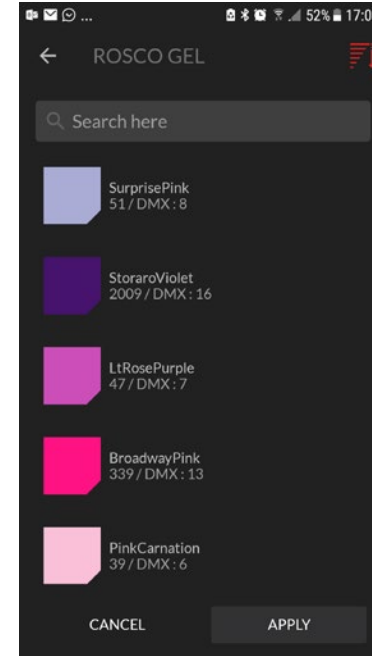 ... 52% 17:0
ROSCO GEL
Search here
SurprisePink
51 / DMX : 8
StoraroViolet
2009 / DMX : 16
LtRosePurple
47 / DMX : 7
BroadwayPink
339 / DMX : 13
PinkCarnation
39 / DMX : 6
CANCEL APPLY